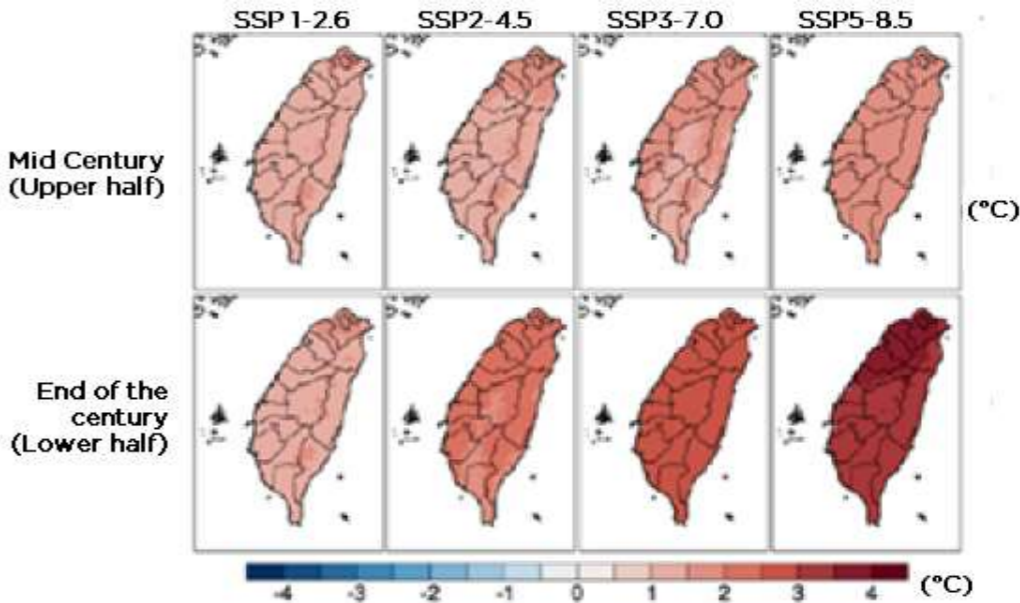 SSP 1-2.6 SSP2-4.5 SSP3-7.0 SSP5-8.5
Mid Century
(Upper half)
(°C)
End of the
century
(Lower half)
-4 -3 -2 -1 0 1 2 3 4 (°C)